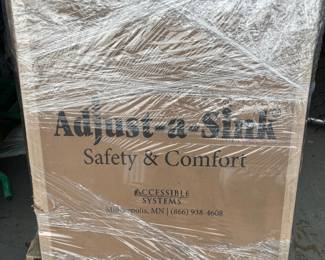 Adjust-a-Sink®
Safety & Comfort
ACCESSIBLE
SYSTEMS
Minneapolis, MN | (866) 938-4608